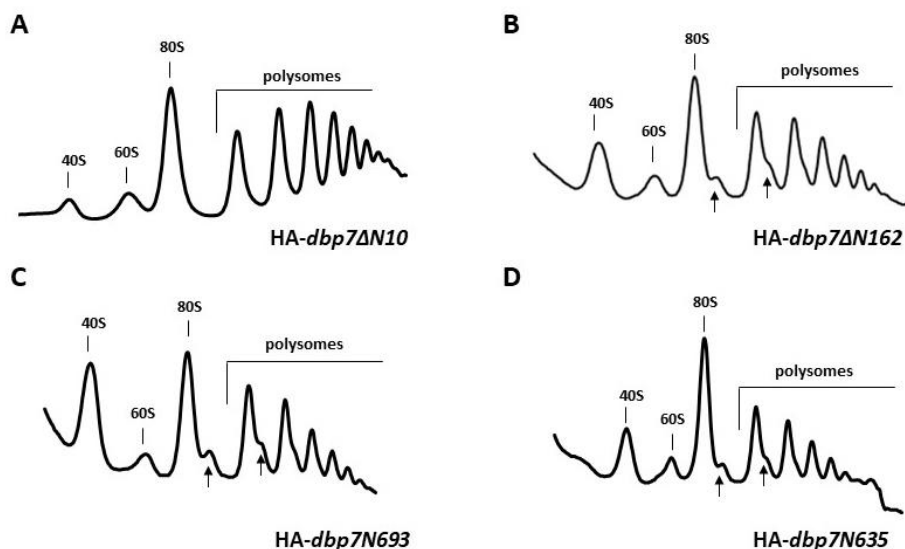 A
80S
polysomes
60S
40S
HA-dbp7ΔN10
B
80S
polysomes
40S
60S
HA-dbp7ΔN162
C
80S
40S
polysomes
60S
HA-dbp7N693
D
80S
polysomes
40S
60S
HA-dbp7N635